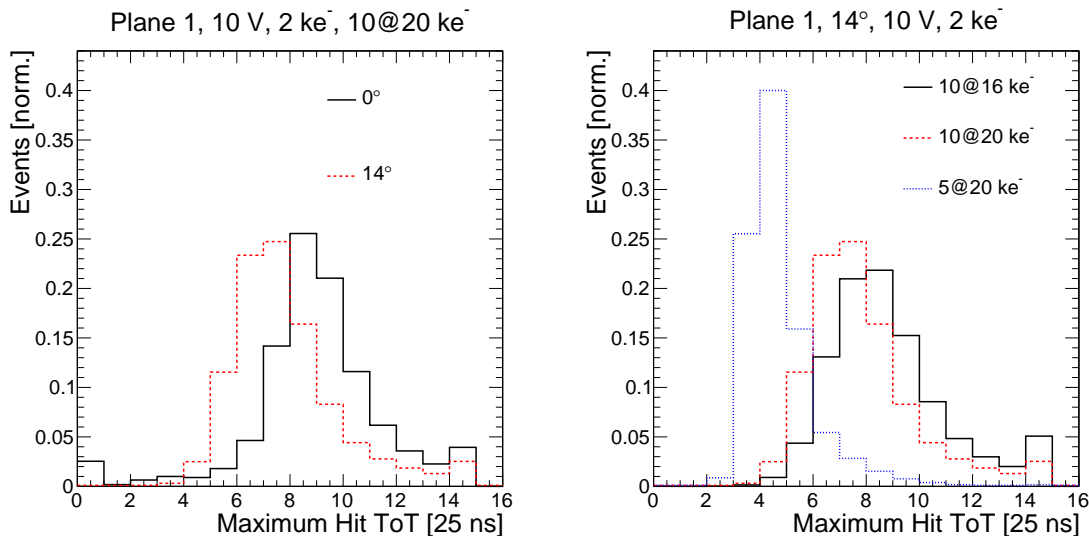 Plane 1, 10 V, 2 ke⁻, 10@20 ke⁻
Events [norm.]
0.4
0.35
0.3
0.25
0.2
0.15
0.1
0.05
0
0°
14°
0 2 4 6 8 10 12 14 16
Maximum Hit ToT [25 ns]
Plane 1, 14°, 10 V, 2 ke⁻
Events [norm.]
0.4
0.35
0.3
0.25
0.2
0.15
0.1
0.05
0
10@16 ke⁻
10@20 ke⁻
5@20 ke⁻
0 2 4 6 8 10 12 14 16
Maximum Hit ToT [25 ns]